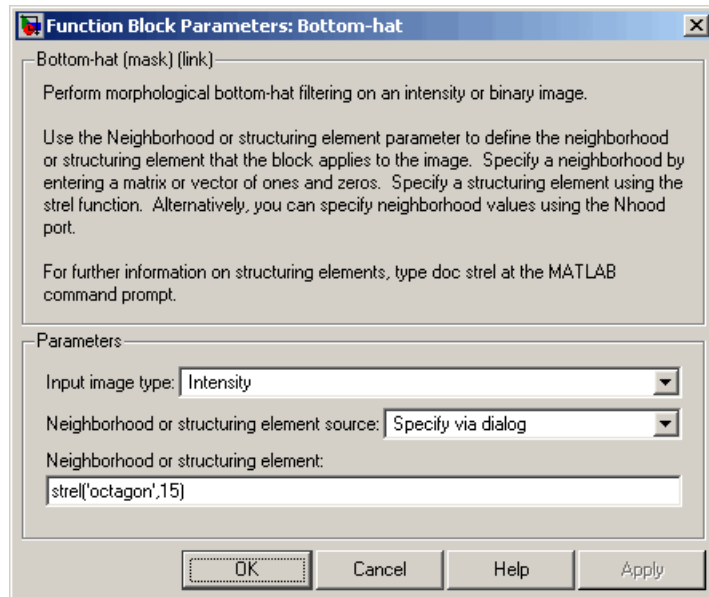 Function Block Parameters: Bottom-hat
Bottom-hat (mask) (link)
Perform morphological bottom-hat filtering on an intensity or binary image.
Use the Neighborhood or structuring element parameter to define the neighborhood
or structuring element that the block applies to the image. Specify a neighborhood by
entering a matrix or vector of ones and zeros. Specify a structuring element using the
strel function. Alternatively, you can specify neighborhood values using the Nhood
port.
For further information on structuring elements, type doc strel at the MATLAB
command prompt.
Parameters
Input image type: Intensity
Neighborhood or structuring element source: Specify via dialog
Neighborhood or structuring element:
strel('octagon',15)
OK Cancel Help Apply